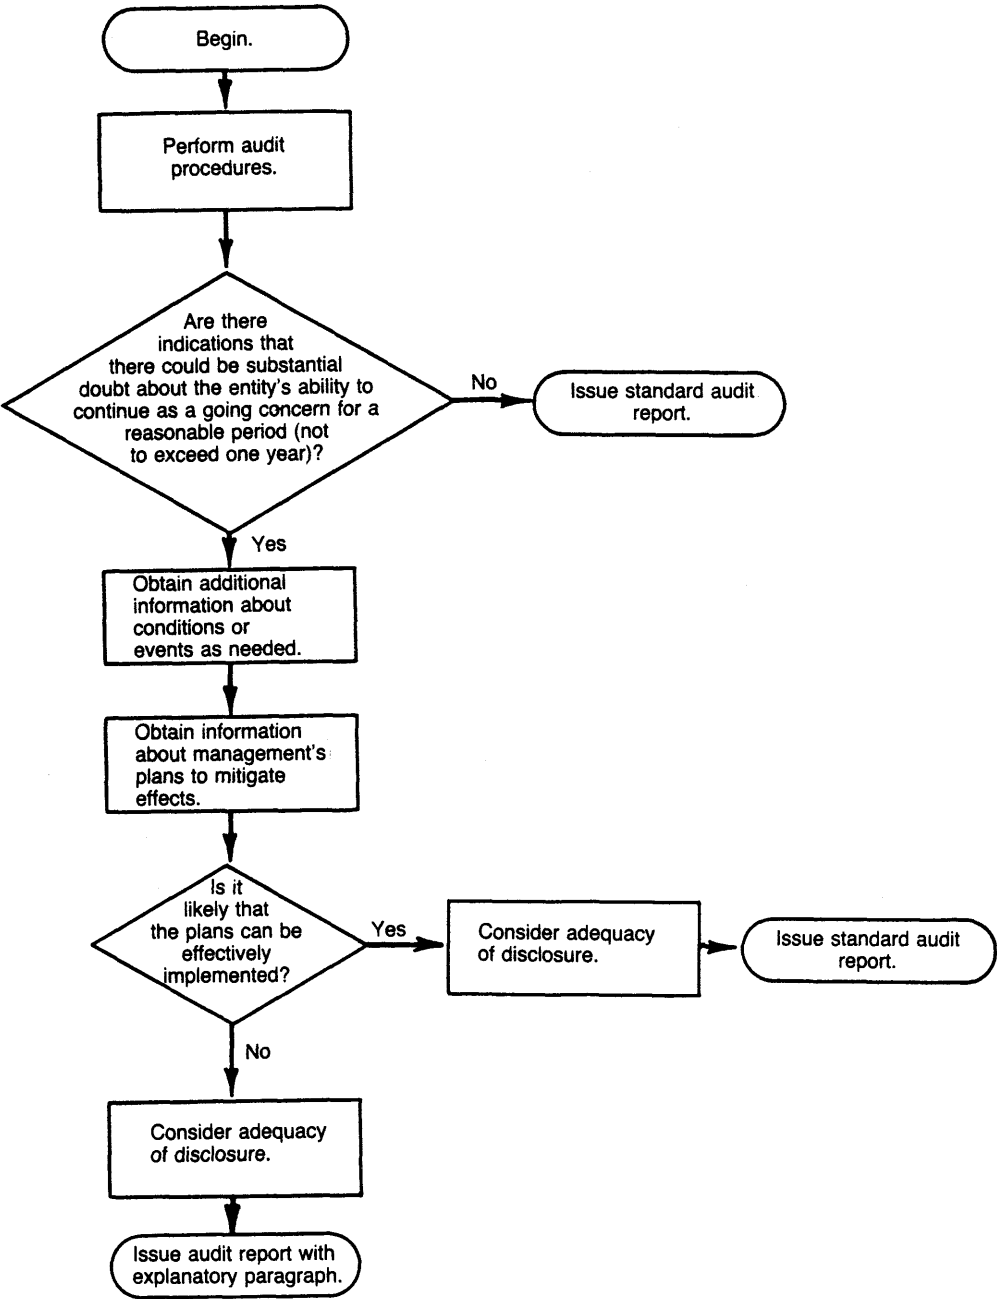 Begin.
Perform audit
procedures.
Are there
indications that
there could be substantial
doubt about the entity's ability to
continue as a going concern for a
reasonable period (not
to exceed one year)?
No
Issue standard audit
report.
Yes
Obtain additional
information about
conditions or
events as needed.
Obtain information
about management's
plans to mitigate
effects.
Is it
likely that
the plans can be
effectively
implemented?
Yes
Consider adequacy
of disclosure.
Issue standard audit
report.
No
Consider adequacy
of disclosure.
Issue audit report with
explanatory paragraph.